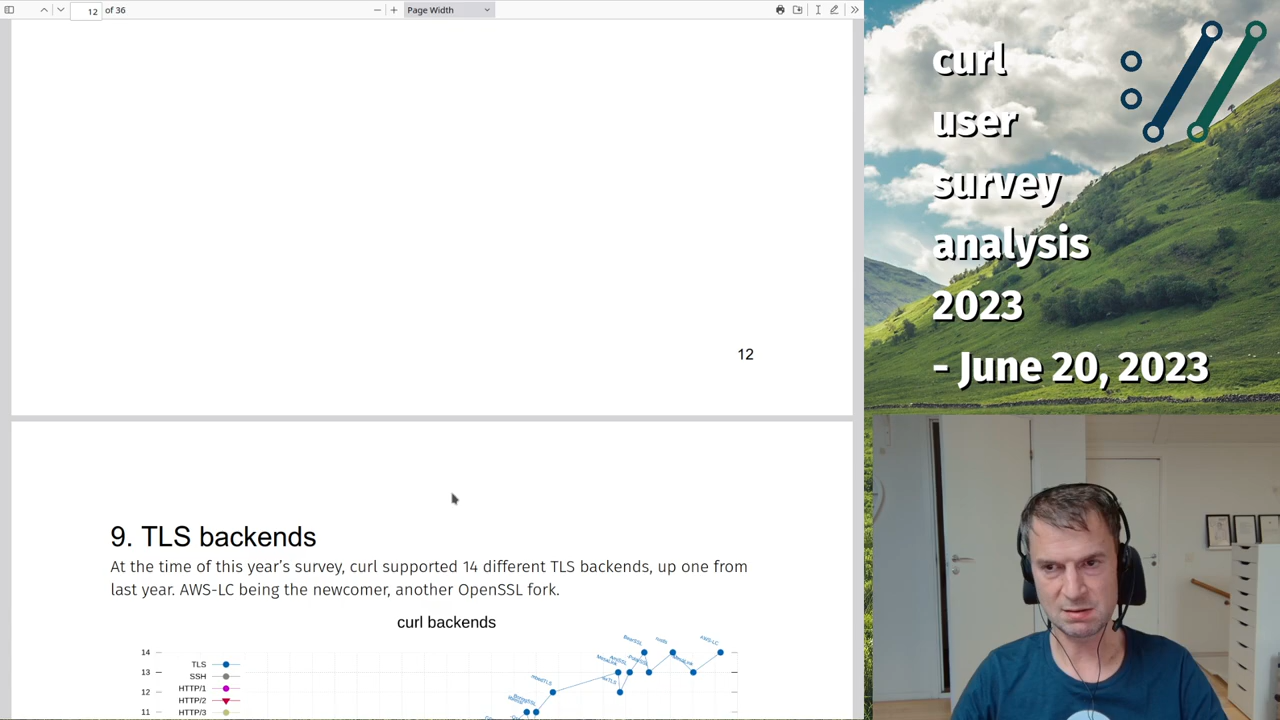 12 of 36
Page Width
curl
user
survey
analysis
2023
- June 20, 2023
12
9. TLS backends
At the time of this year’s survey, curl supported 14 different TLS backends, up one from
last year. AWS-LC being the newcomer, another OpenSSL fork.
curl backends
14
13
12
11
TLS
SSH
HTTP/1
HTTP/2
HTTP/3
BearSSL
AWS-LC